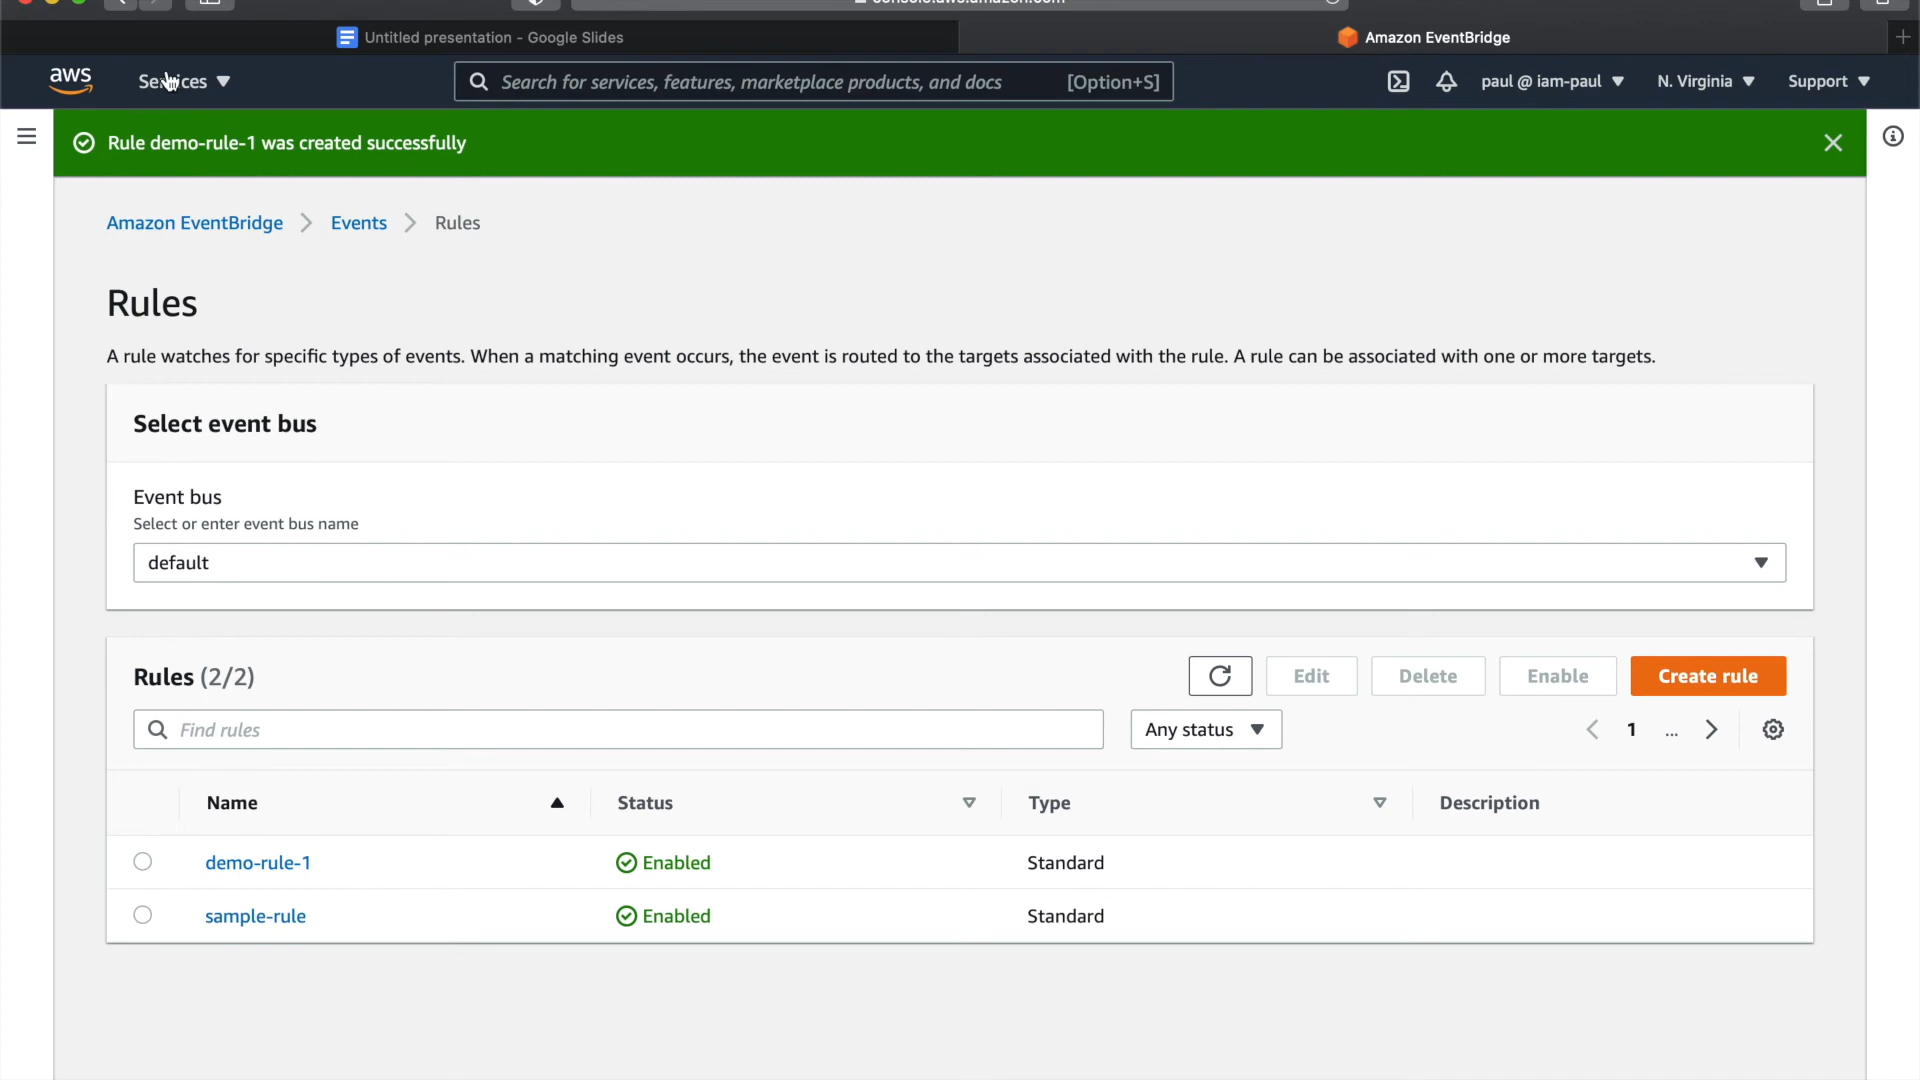 Untitled presentation - Google Slides
Amazon EventBridge
aws
Services
Search for services, features, marketplace products, and docs
[Option+S]
paul @ iam-paul
N. Virginia
Support
Rule demo-rule-1 was created successfully
Amazon EventBridge
Events
Rules
Rules
A rule watches for specific types of events. When a matching event occurs, the event is routed to the targets associated with the rule. A rule can be associated with one or more targets.
Select event bus
Event bus
Select or enter event bus name
default
Rules (2/2)
Edit
Delete
Enable
Create rule
Find rules
Any status
1
...
Name
Status
Type
Description
demo-rule-1
Enabled
Standard
sample-rule
Enabled
Standard